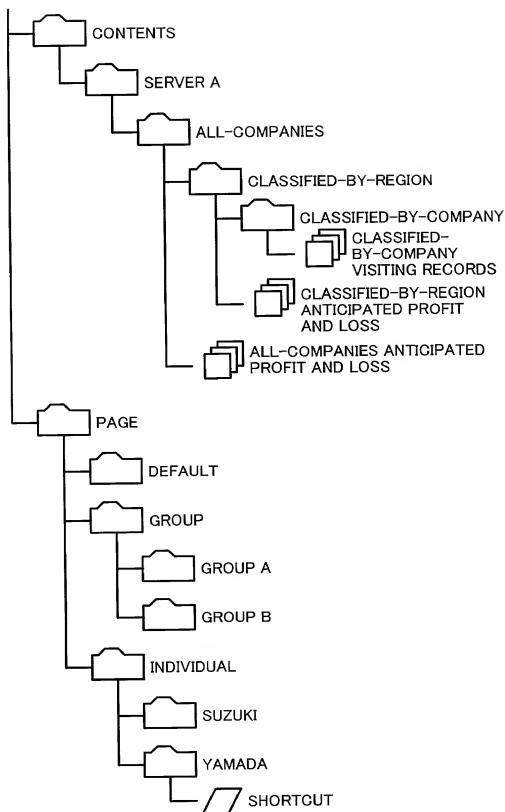 CONTENTS
SERVER A
ALL-COMPANIES
CLASSIFIED-BY-REGION
CLASSIFIED-BY-COMPANY
CLASSIFIED-
BY-COMPANY
VISITING RECORDS
CLASSIFIED-BY-REGION
ANTICIPATED PROFIT
AND LOSS
ALL-COMPANIES ANTICIPATED
PROFIT AND LOSS
PAGE
DEFAULT
GROUP
GROUP A
GROUP B
INDIVIDUAL
SUZUKI
YAMADA
SHORTCUT